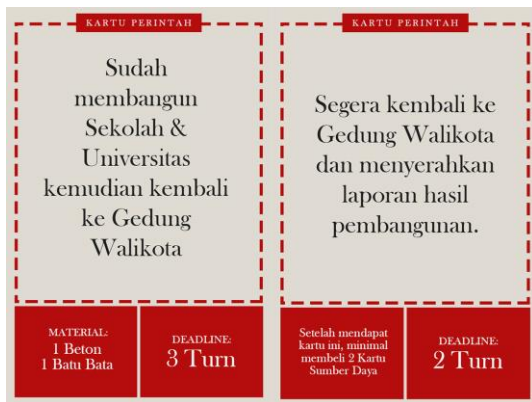 KARTU PERINTAH
Sudah
membangun
Sekolah &
Universitas
kemudian kembali
ke Gedung
Walikota
MATERIAL:
1 Beton
1 Batu Bata
DEADLINE:
3 Turn
KARTU PERINTAH
Segera kembali ke
Gedung Walikota
dan menyerahkan
laporan hasil
pembangunan.
Setelah mendapat
kartu ini, minimal
membeli 2 Kartu
Sumber Daya
DEADLINE:
2 Turn